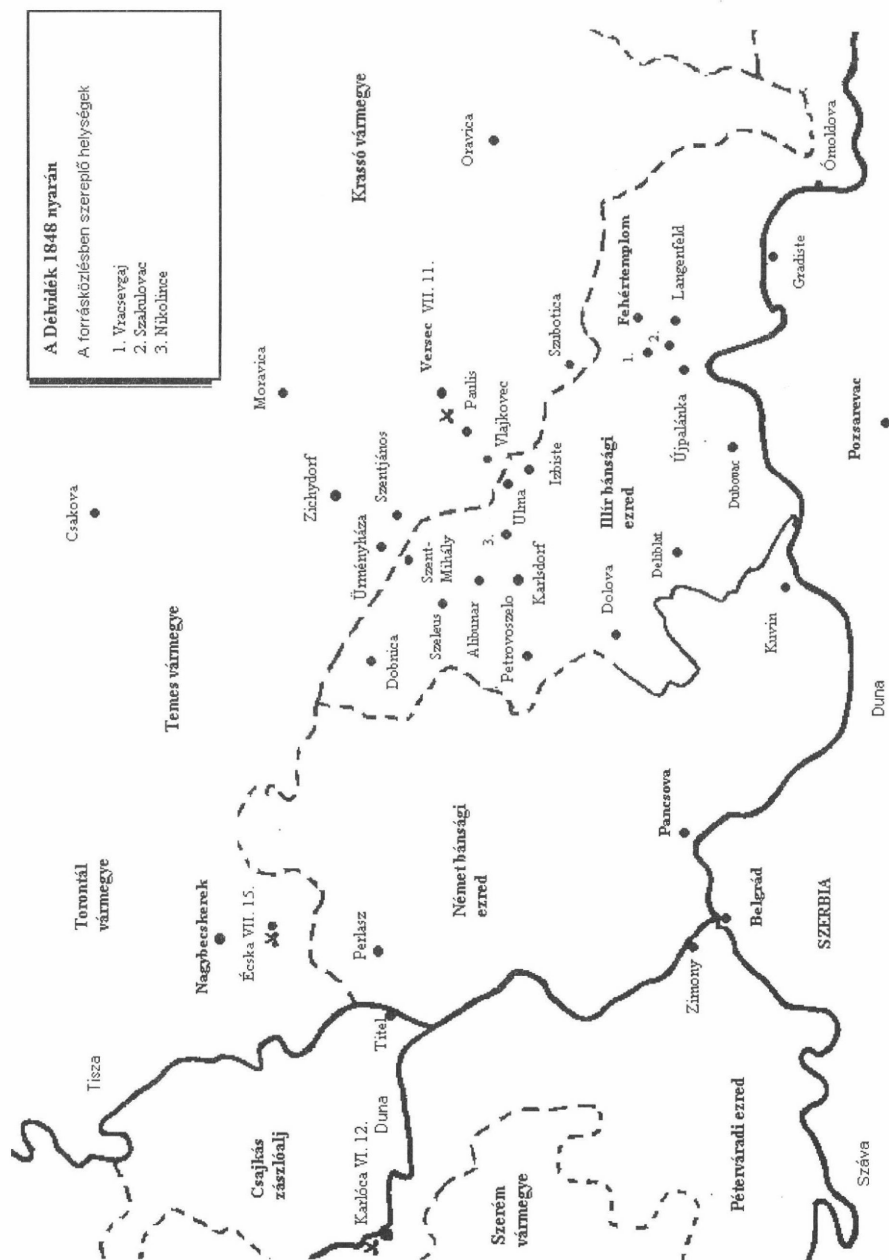 A Délvidék 1848 nyarán
A forrásközlésben szereplő helységek
1. Vracsevgaj
2. Szakulovac
3. Nikolince
Krassó vármegye
Oravica
Ómoldova
Gradiste
Fehértemplom
Langenfeld
1.
2.
Újpalánka
Szubotica
Versec VII. 11.
Paulis
Vlajkovec
Izbiste
Ulma
3.
Moravica
Zichydorf
Szentjános
Ürményháza
Szent-
Mihály
Szeleus
Alibunar
Karlsdorf
Petrovoszelo
Dobnica
Dolova
Deliblat
Dubovac
Kuvin
Pozsarevac
Illír bánsági
ezred
Csakova
Temes vármegye
Torontál
vármegye
Nagybecskerek
Écska VII. 15.
Perlasz
Német bánsági
ezred
Pancsova
Belgrád
SZERBIA
Duna
Zimony
Titel
Tisza
Csajkás
zászlóalj
Karlóca VI. 12.
Duna
Szerém
vármegye
Péterváradi ezred
Száva